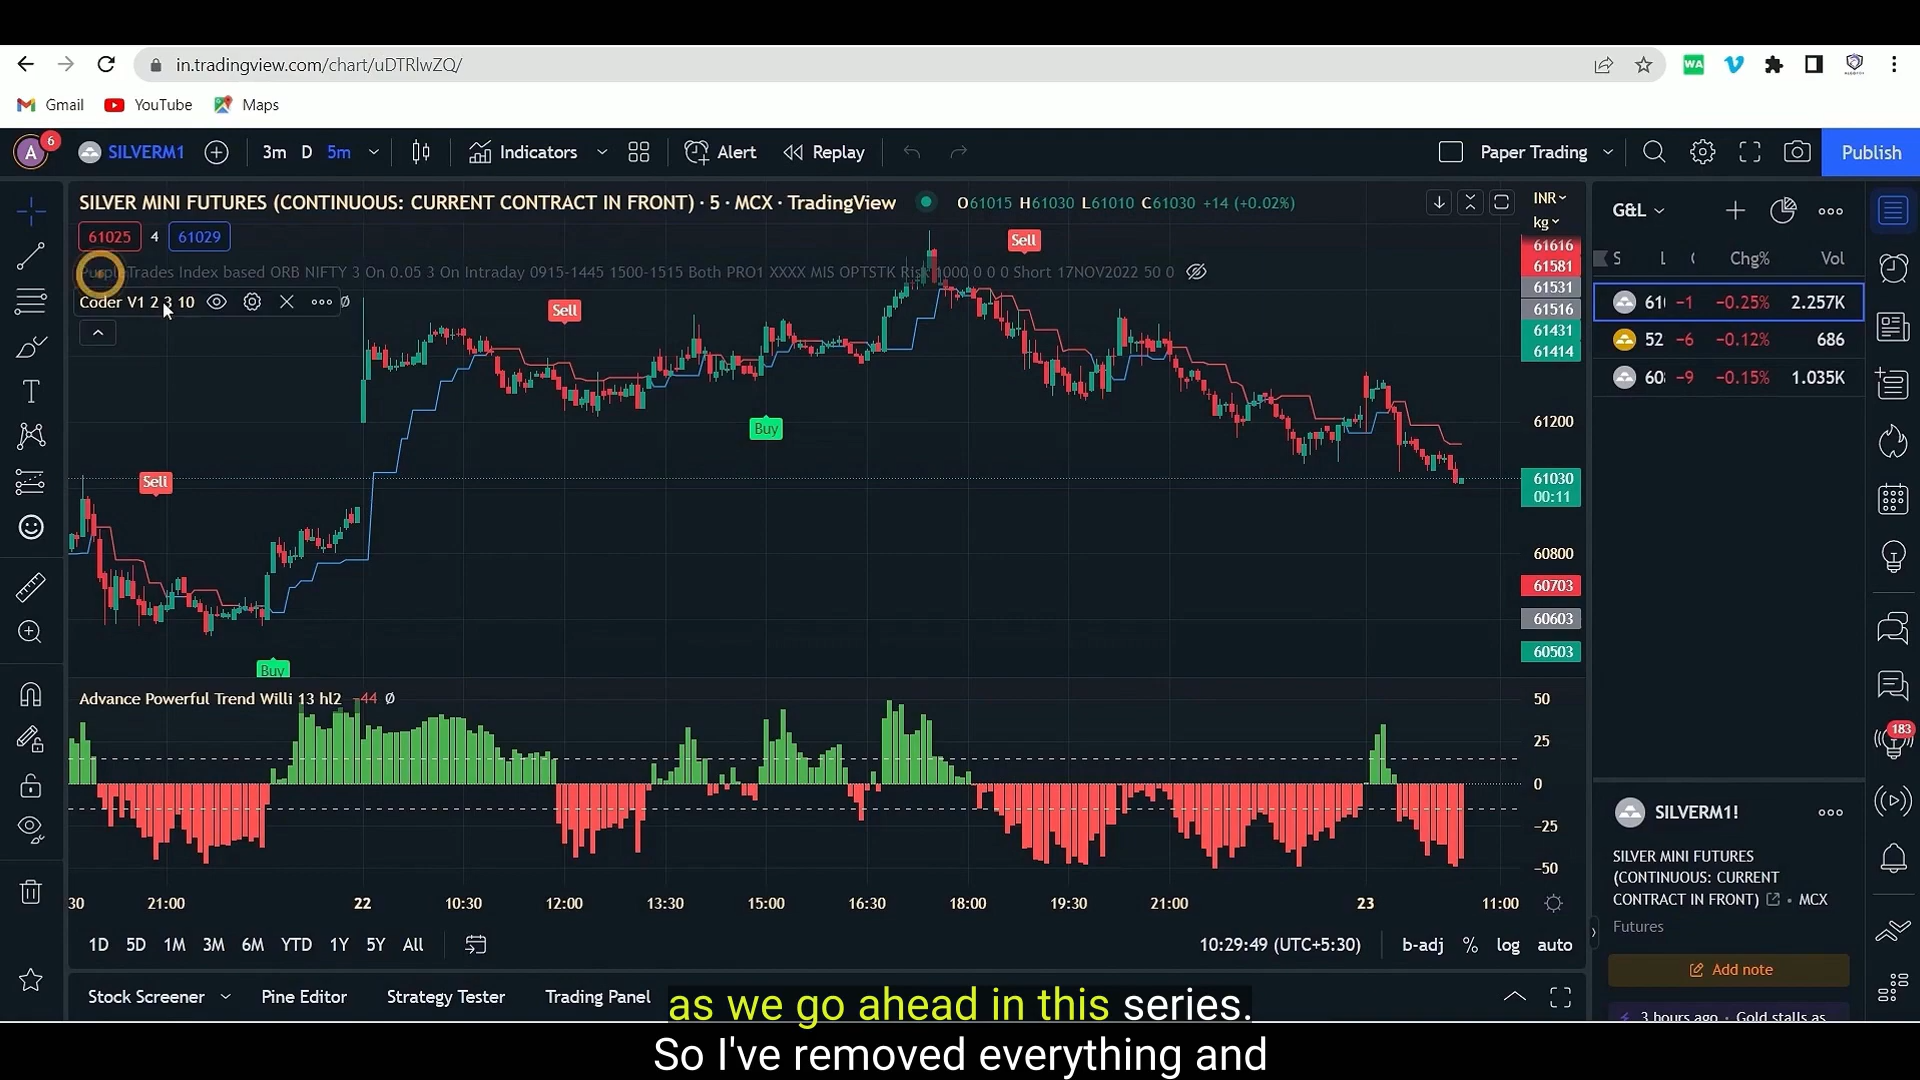 in.tradingview.com/chart/uDTRlwZQ/
WA
Gmail YouTube Maps
A 6 SILVERM1 3m D 5m Indicators Alert Replay Paper Trading Publish
SILVER MINI FUTURES (CONTINUOUS: CURRENT CONTRACT IN FRONT) · 5 · MCX · TradingView O61015 H61030 L61010 C61030 +14 (+0.02%)
61025 4 61029
Trades Index based ORB NIFTY 3 On 0.05 3 On Intraday 0915-1445 1500-1515 Both PRO1 XXXX MIS OPTSTK Risk 1000 0 0 0 Short 17NOV2022 50 0
Coder V1 2 3 10 Ø
Sell
Sell
Sell
Buy
Buy
INR
kg
61616
61581
61531
61516
61431
61414
61200
61030
00:11
60800
60703
60603
60503
Advance Powerful Trend Willi 13 hl2 −44 Ø
50
25
0
−25
−50
30 21:00 22 10:30 12:00 13:30 15:00 16:30 18:00 19:30 21:00 23 11:00
1D 5D 1M 3M 6M YTD 1Y 5Y All 10:29:49 (UTC+5:30) b-adj % log auto
Stock Screener Pine Editor Strategy Tester Trading Panel
G&L
S L Chg% Vol
61 −1 −0.25% 2.257K
52 −6 −0.12% 686
60 −9 −0.15% 1.035K
183
SILVERM1!
SILVER MINI FUTURES
(CONTINUOUS: CURRENT
CONTRACT IN FRONT) • MCX
Futures
Add note
3 hours ago · Gold stalls as
as we go ahead in this series.
So I've removed everything and